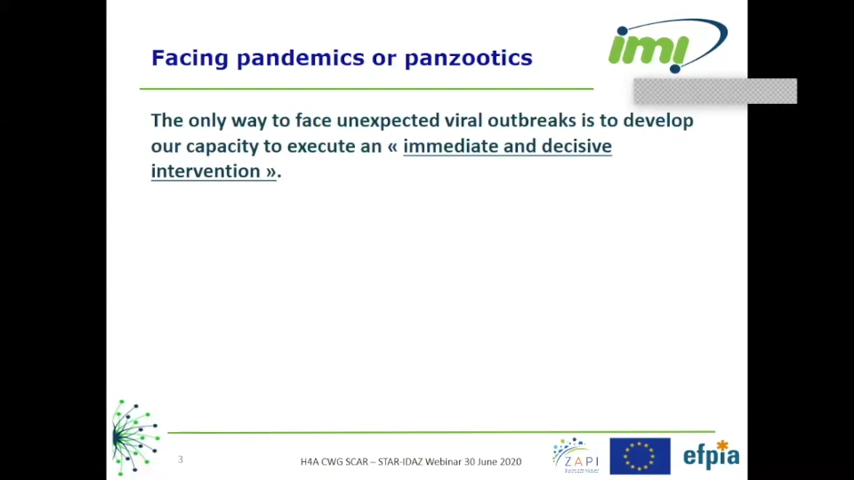 Facing pandemics or panzootics
imi
The only way to face unexpected viral outbreaks is to develop
our capacity to execute an « immediate and decisive
intervention ».
3
H4A CWG SCAR – STAR-IDAZ Webinar 30 June 2020
ZAPI
efpia